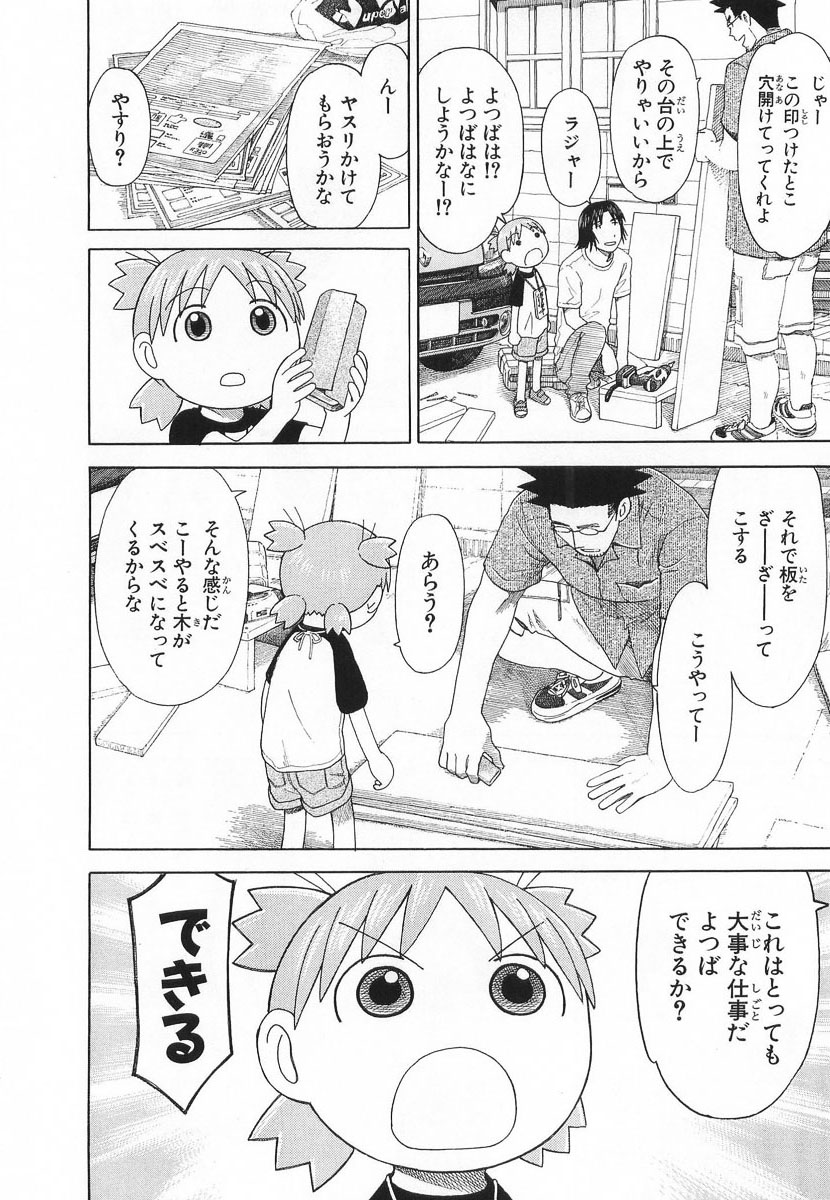 じゃー
この印つけたとこ
穴開けてってくれよ
その台の上で
やりゃいいから
ラジャー
よつばは!?
よつばはなに
しようかなー!?
んー
ヤスリかけて
もらおうかな
やすり?
それで板を
ざーーざーーって
こする
こうやってー
あらう?
そんな感じだ
こーやると木が
スベスベになって
くるからな
これはとっても
大事な仕事だ
よつば
できるか?
できる